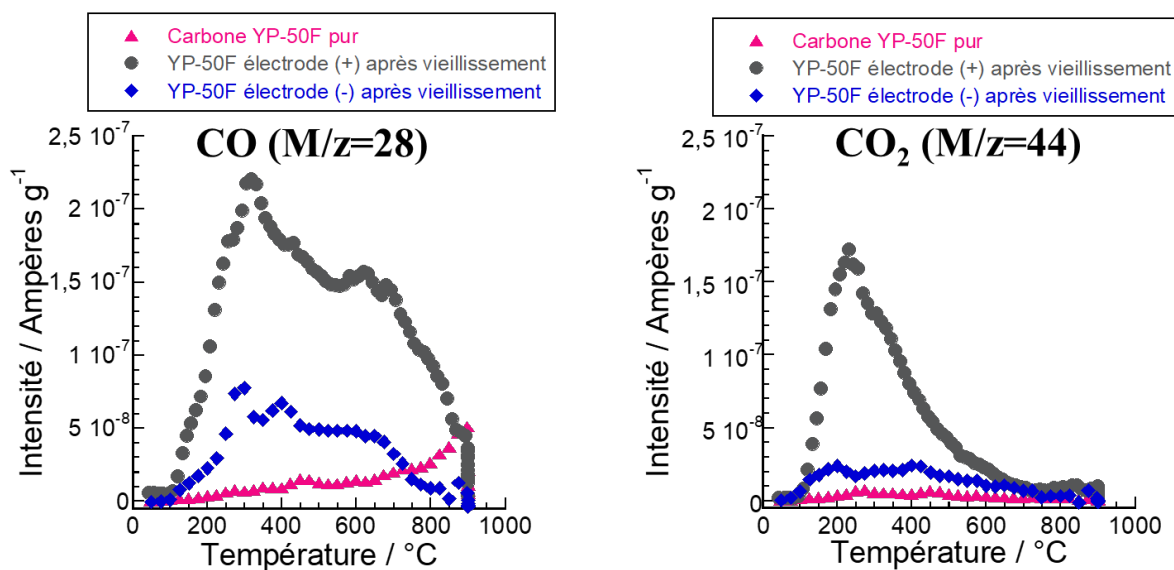 Carbone YP-50F pur
YP-50F électrode (+) après vieillissement
YP-50F électrode (-) après vieillissement
CO (M/z=28)
Intensité / Ampères g⁻¹
2,5 10⁻⁷
2 10⁻⁷
1,5 10⁻⁷
1 10⁻⁷
5 10⁻⁸
0
0 200 400 600 800 1000
Température / °C
Carbone YP-50F pur
YP-50F électrode (+) après vieillissement
YP-50F électrode (-) après vieillissement
CO₂ (M/z=44)
Intensité / Ampères g⁻¹
2,5 10⁻⁷
2 10⁻⁷
1,5 10⁻⁷
1 10⁻⁷
5 10⁻⁸
0
0 200 400 600 800 1000
Température / °C